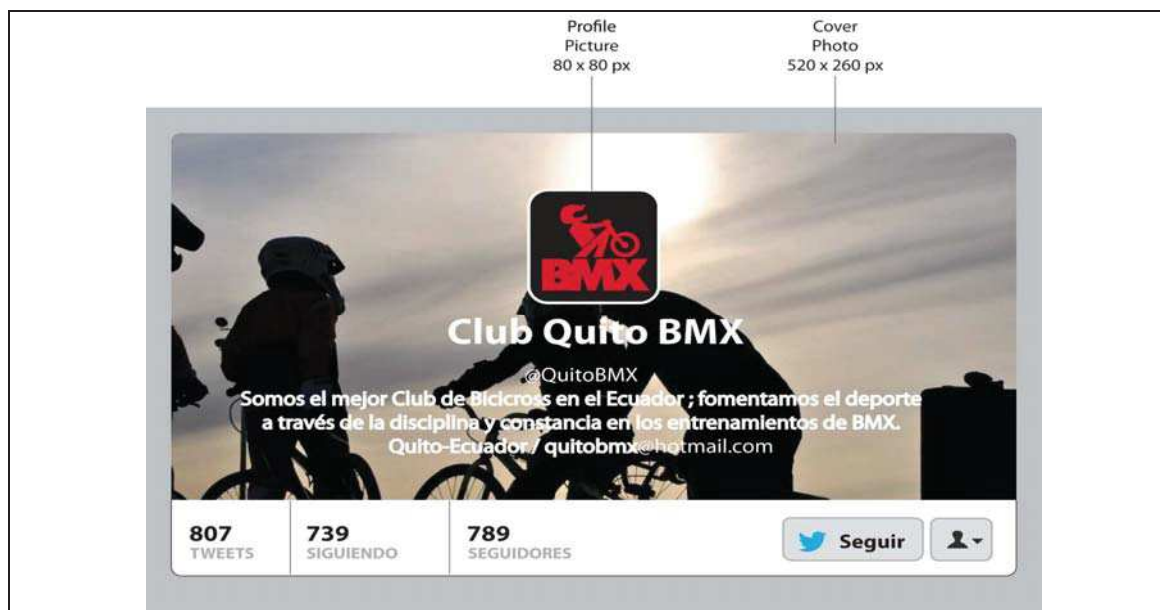 Profile
Picture
80 x 80 px
Cover
Photo
520 x 260 px
BMX
Club Quito BMX
@QuitoBMX
Somos el mejor Club de Bicicross en el Ecuador ; fomentamos el deporte
a través de la disciplina y constancia en los entrenamientos de BMX.
Quito-Ecuador / quitobmx@hotmail.com
807
TWEETS
739
SIGUIENDO
789
SEGUIDORES
Seguir